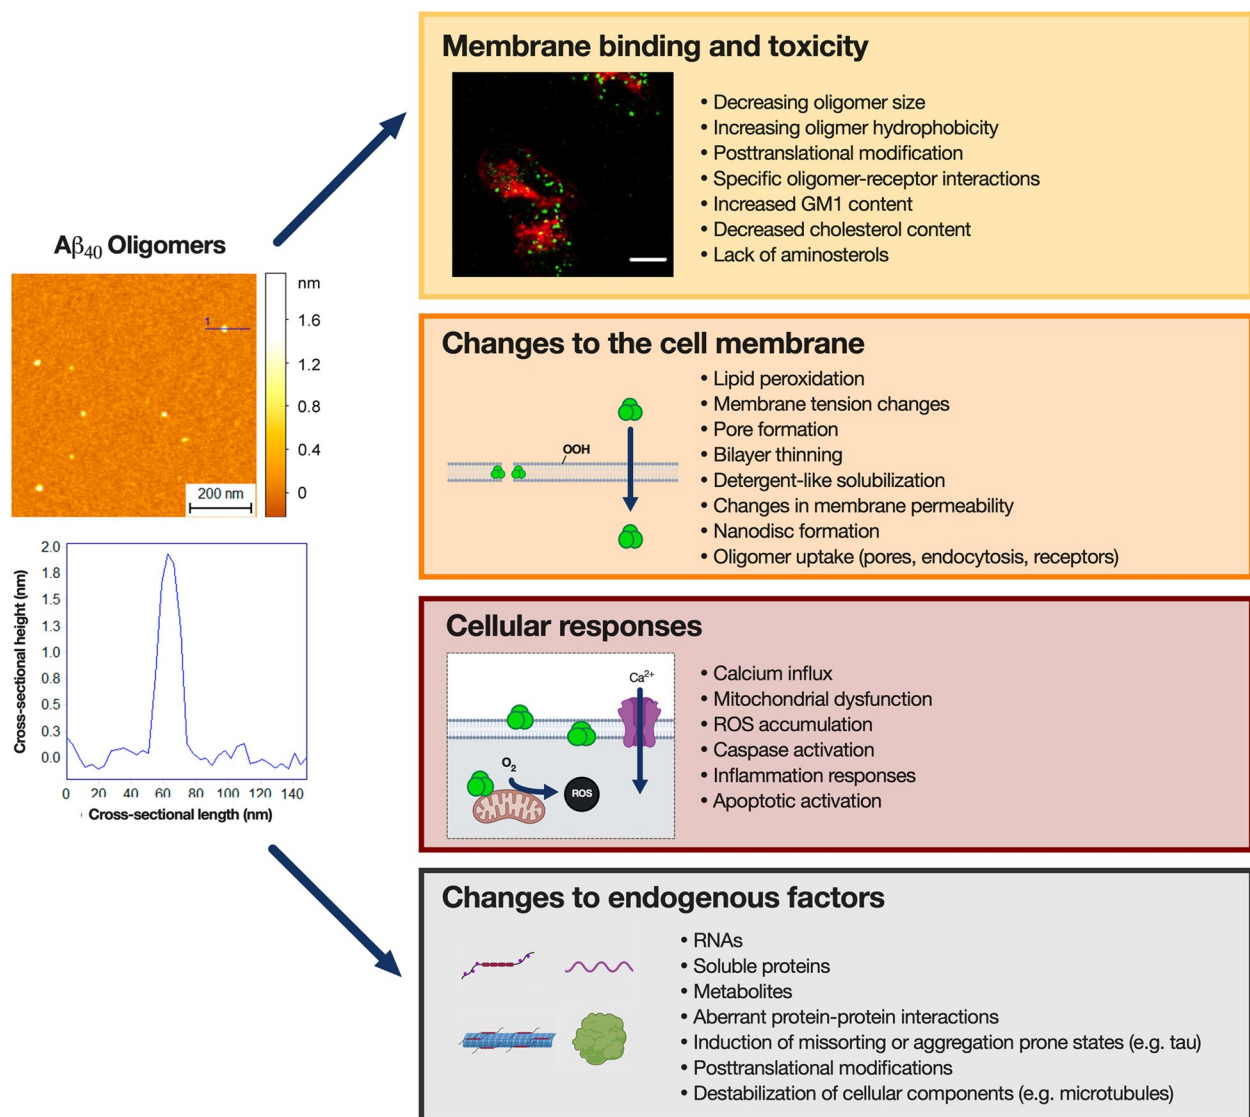 Aβ40 Oligomers
1
nm
1.6
1.2
0.8
0.4
0
200 nm
Cross-sectional height (nm)
2.0
1.8
1.5
1.3
1.0
0.8
0.5
0.3
0.0
0 20 40 60 80 100 120 140
Cross-sectional length (nm)
Membrane binding and toxicity
• Decreasing oligomer size
• Increasing oligmer hydrophobicity
• Posttranslational modification
• Specific oligomer-receptor interactions
• Increased GM1 content
• Decreased cholesterol content
• Lack of aminosterols
Changes to the cell membrane
OOH
• Lipid peroxidation
• Membrane tension changes
• Pore formation
• Bilayer thinning
• Detergent-like solubilization
• Changes in membrane permeability
• Nanodisc formation
• Oligomer uptake (pores, endocytosis, receptors)
Cellular responses
Ca2+
O2
ROS
• Calcium influx
• Mitochondrial dysfunction
• ROS accumulation
• Caspase activation
• Inflammation responses
• Apoptotic activation
Changes to endogenous factors
• RNAs
• Soluble proteins
• Metabolites
• Aberrant protein-protein interactions
• Induction of missorting or aggregation prone states (e.g. tau)
• Posttranslational modifications
• Destabilization of cellular components (e.g. microtubules)